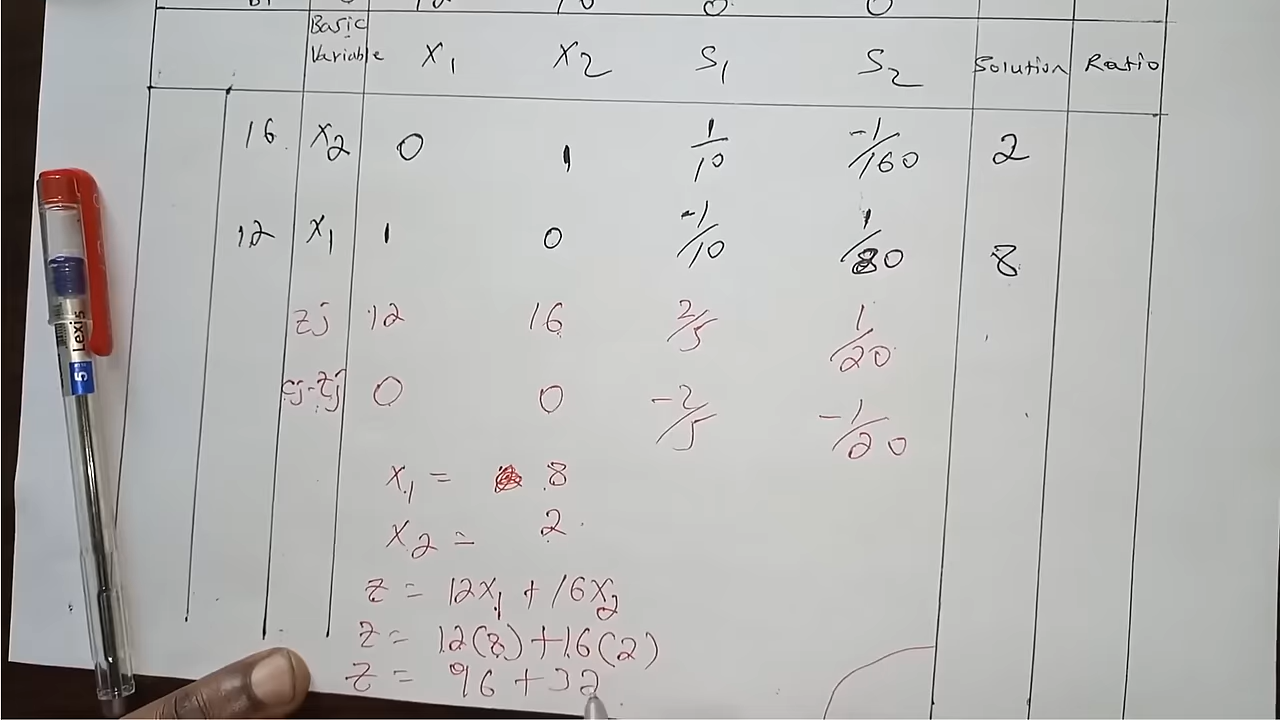 Basic
Variable X1 X2 S1 S2 Solution Ratio
16 X2 0 1 1/10 -1/160 2
12 X1 1 0 -1/10 1/80 8
Zj 12 16 2/5 1/20
Cj-Zj 0 0 -2/5 -1/20
X1 = 8
X2 = 2
Z = 12X1 + 16X2
Z = 12(8) + 16(2)
Z = 96 + 32
Lexi5
5